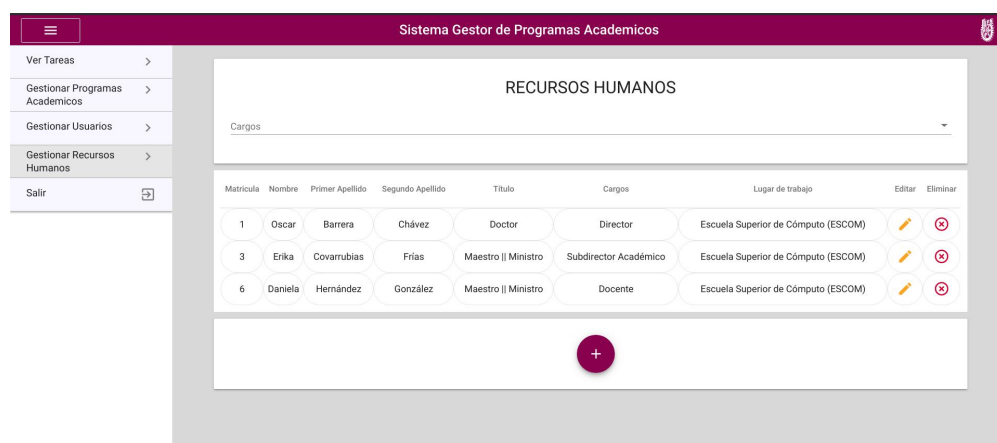 Sistema Gestor de Programas Academicos
Ver Tareas
Gestionar Programas
Academicos
Gestionar Usuarios
Gestionar Recursos
Humanos
Salir
RECURSOS HUMANOS
Cargos
Matricula Nombre Primer Apellido Segundo Apellido Título Cargos Lugar de trabajo Editar Eliminar
1 Oscar Barrera Chávez Doctor Director Escuela Superior de Cómputo (ESCOM)
3 Erika Covarrubias Frías Maestro || Ministro Subdirector Académico Escuela Superior de Cómputo (ESCOM)
6 Daniela Hernández González Maestro || Ministro Docente Escuela Superior de Cómputo (ESCOM)
+